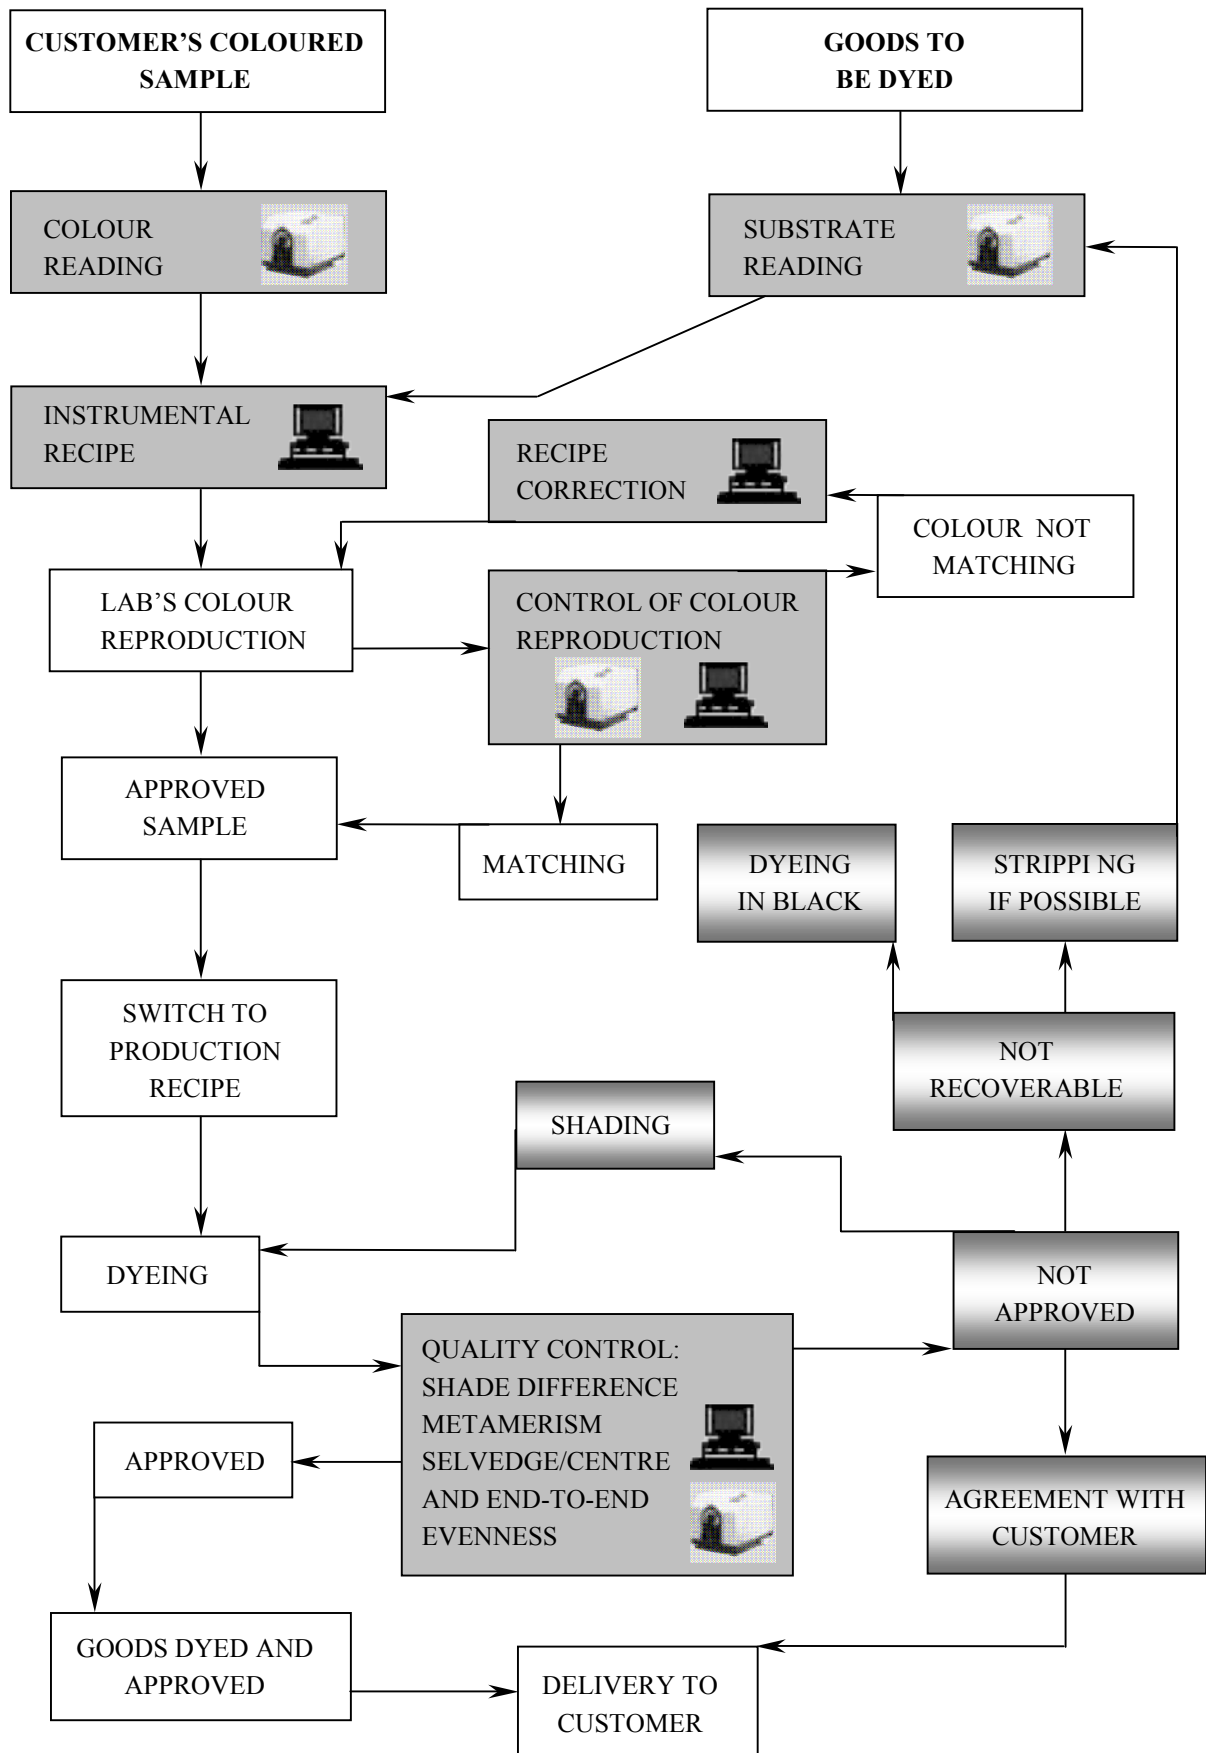 CUSTOMER’S COLOURED
SAMPLE
GOODS TO
BE DYED
COLOUR
READING
SUBSTRATE
READING
INSTRUMENTAL
RECIPE
RECIPE
CORRECTION
COLOUR NOT
MATCHING
LAB’S COLOUR
REPRODUCTION
CONTROL OF COLOUR
REPRODUCTION
APPROVED
SAMPLE
MATCHING
DYEING
IN BLACK
STRIPPI NG
IF POSSIBLE
SWITCH TO
PRODUCTION
RECIPE
NOT
RECOVERABLE
SHADING
DYEING
NOT
APPROVED
QUALITY CONTROL:
SHADE DIFFERENCE
METAMERISM
SELVEDGE/CENTRE
AND END-TO-END
EVENNESS
APPROVED
AGREEMENT WITH
CUSTOMER
GOODS DYED AND
APPROVED
DELIVERY TO
CUSTOMER